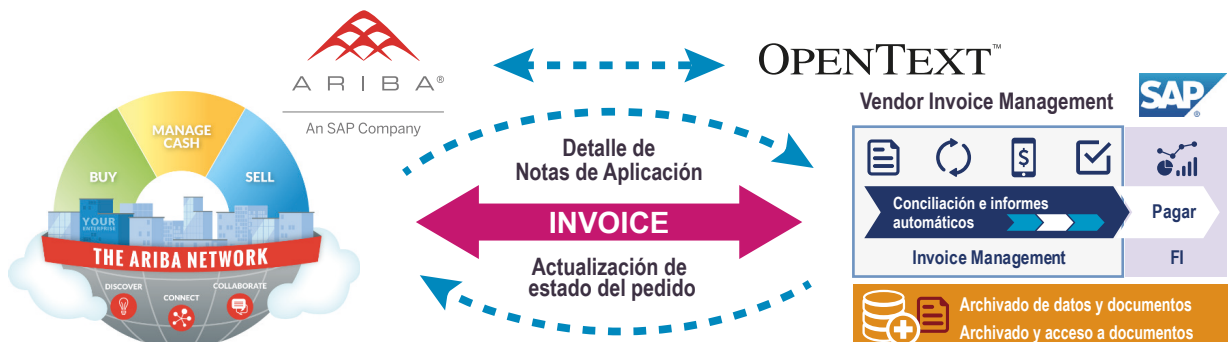 ARIBA®
An SAP Company
MANAGE
CASH
BUY
SELL
YOUR
ENTERPRISE
THE ARIBA NETWORK
DISCOVER
CONNECT
COLLABORATE
Detalle de
Notas de Aplicación
INVOICE
Actualización de
estado del pedido
OPENTEXT™
Vendor Invoice Management
SAP®
$
Conciliación e informes
automáticos
Pagar
Invoice Management
FI
Archivado de datos y documentos
Archivado y acceso a documentos